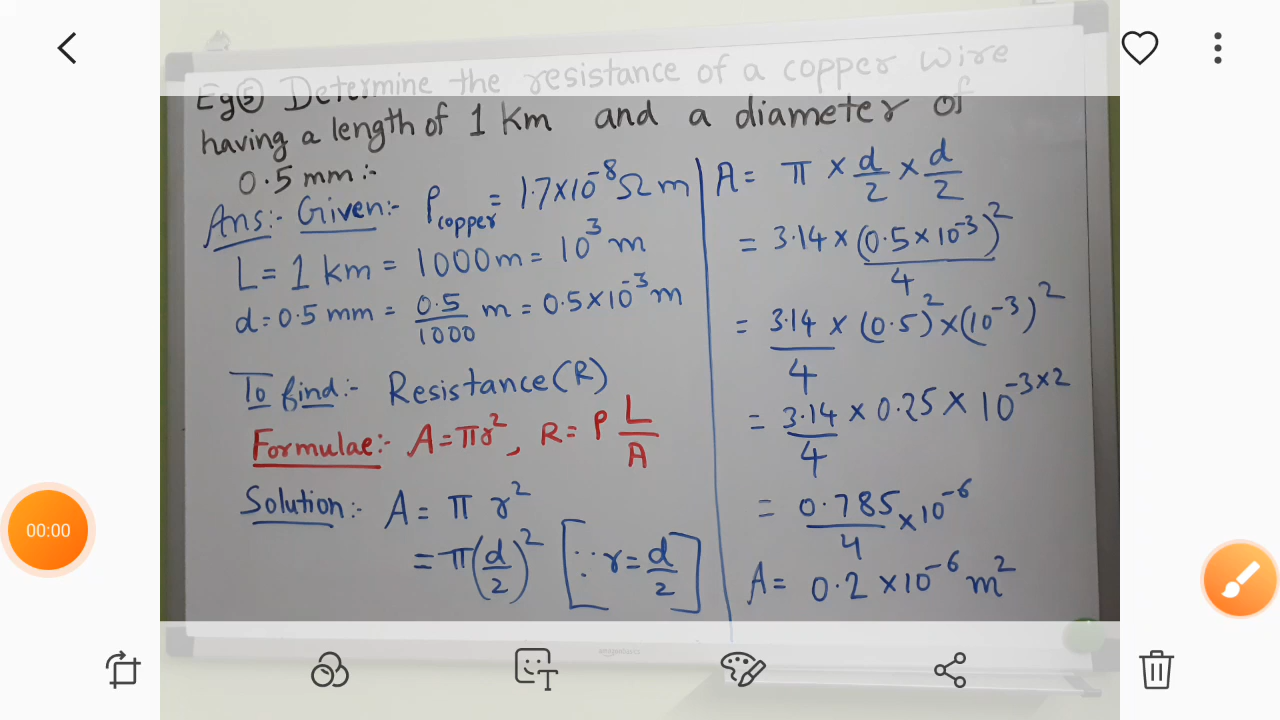 Eg⑤ Determine the resistance of a copper wire
having a length of 1 Km and a diameter of
0.5 mm :-
Ans:- Given:- ρcopper = 1.7×10⁻⁸ Ω m
L = 1 km = 1000m = 10³ m
d = 0.5 mm = 0.5/1000 m = 0.5×10⁻³ m
To find:- Resistance (R)
Formulae:- A = πr², R = ρ L/A
Solution:- A = π r²
= π(d/2)² [∵ r = d/2]
A = π × d/2 × d/2
= 3.14 × (0.5×10⁻³)²/4
= 3.14/4 × (0.5)² × (10⁻³)²
= 3.14/4 × 0.25 × 10⁻³ˣ²
= 0.785/4 × 10⁻⁶
A = 0.2 × 10⁻⁶ m²
00:00
T
amazonbasics